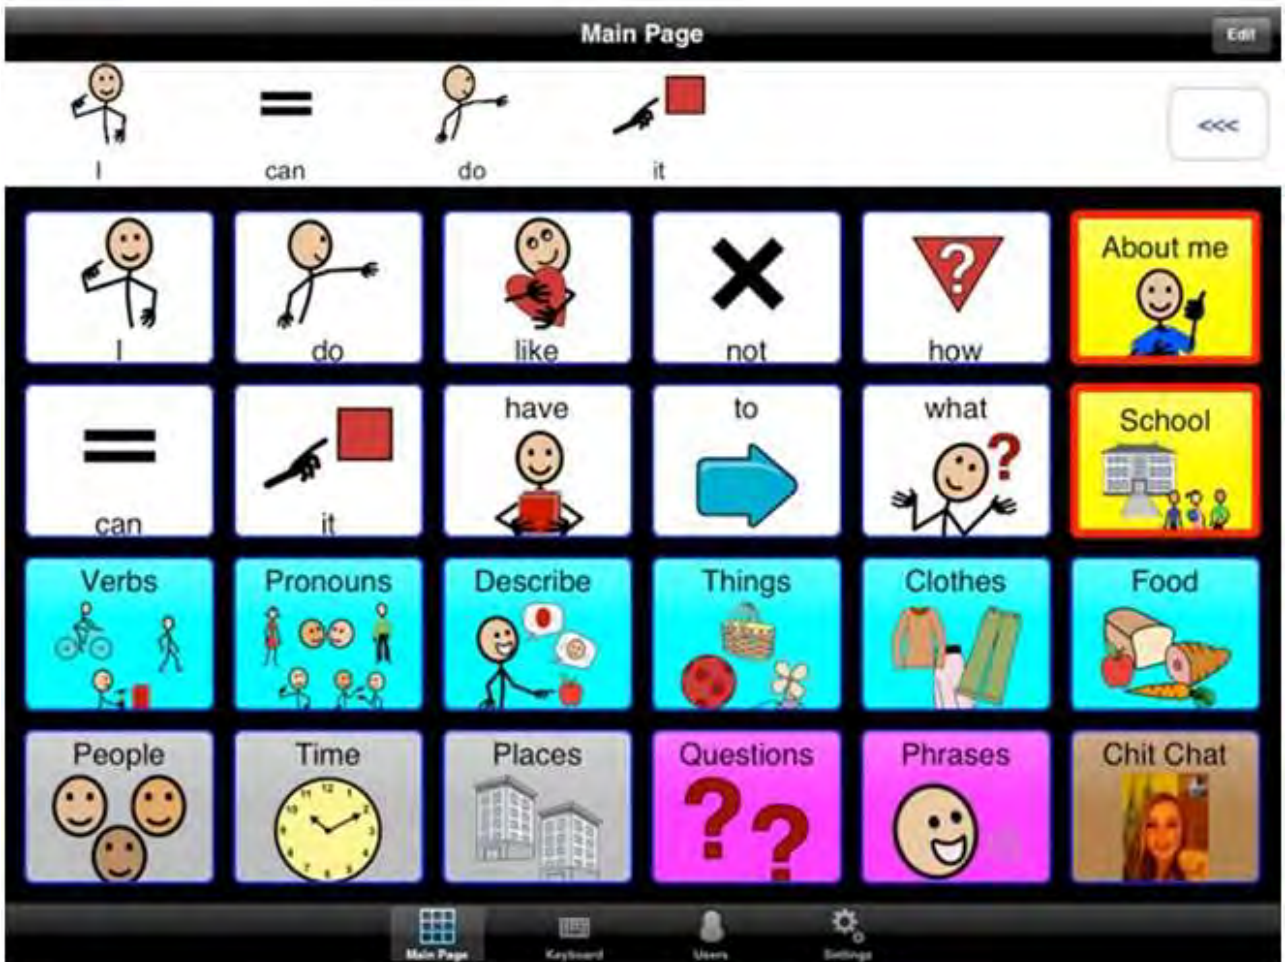 Main Page
Edit
I can do it
<<<
I do like not how About me
can it have to what School
Verbs Pronouns Describe Things Clothes Food
People Time Places Questions Phrases Chit Chat
Main Page Keyboard Users Settings